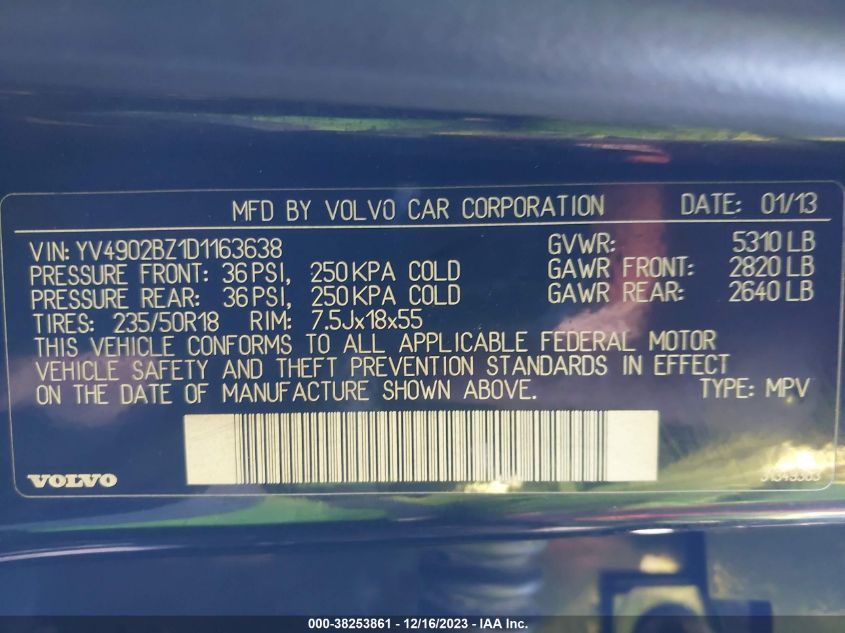 MFD BY VOLVO CAR CORPORATION DATE: 01/13
VIN: YV4902BZ1D1163638 GVWR: 5310 LB
PRESSURE FRONT: 36 PSI, 250 KPA COLD GAWR FRONT: 2820 LB
PRESSURE REAR: 36 PSI, 250 KPA COLD GAWR REAR: 2640 LB
TIRES: 235/50R18 RIM: 7.5Jx18x55
THIS VEHICLE CONFORMS TO ALL APPLICABLE FEDERAL MOTOR
VEHICLE SAFETY AND THEFT PREVENTION STANDARDS IN EFFECT
ON THE DATE OF MANUFACTURE SHOWN ABOVE. TYPE: MPV
VOLVO
000-38253861 - 12/16/2023 - IAA Inc.